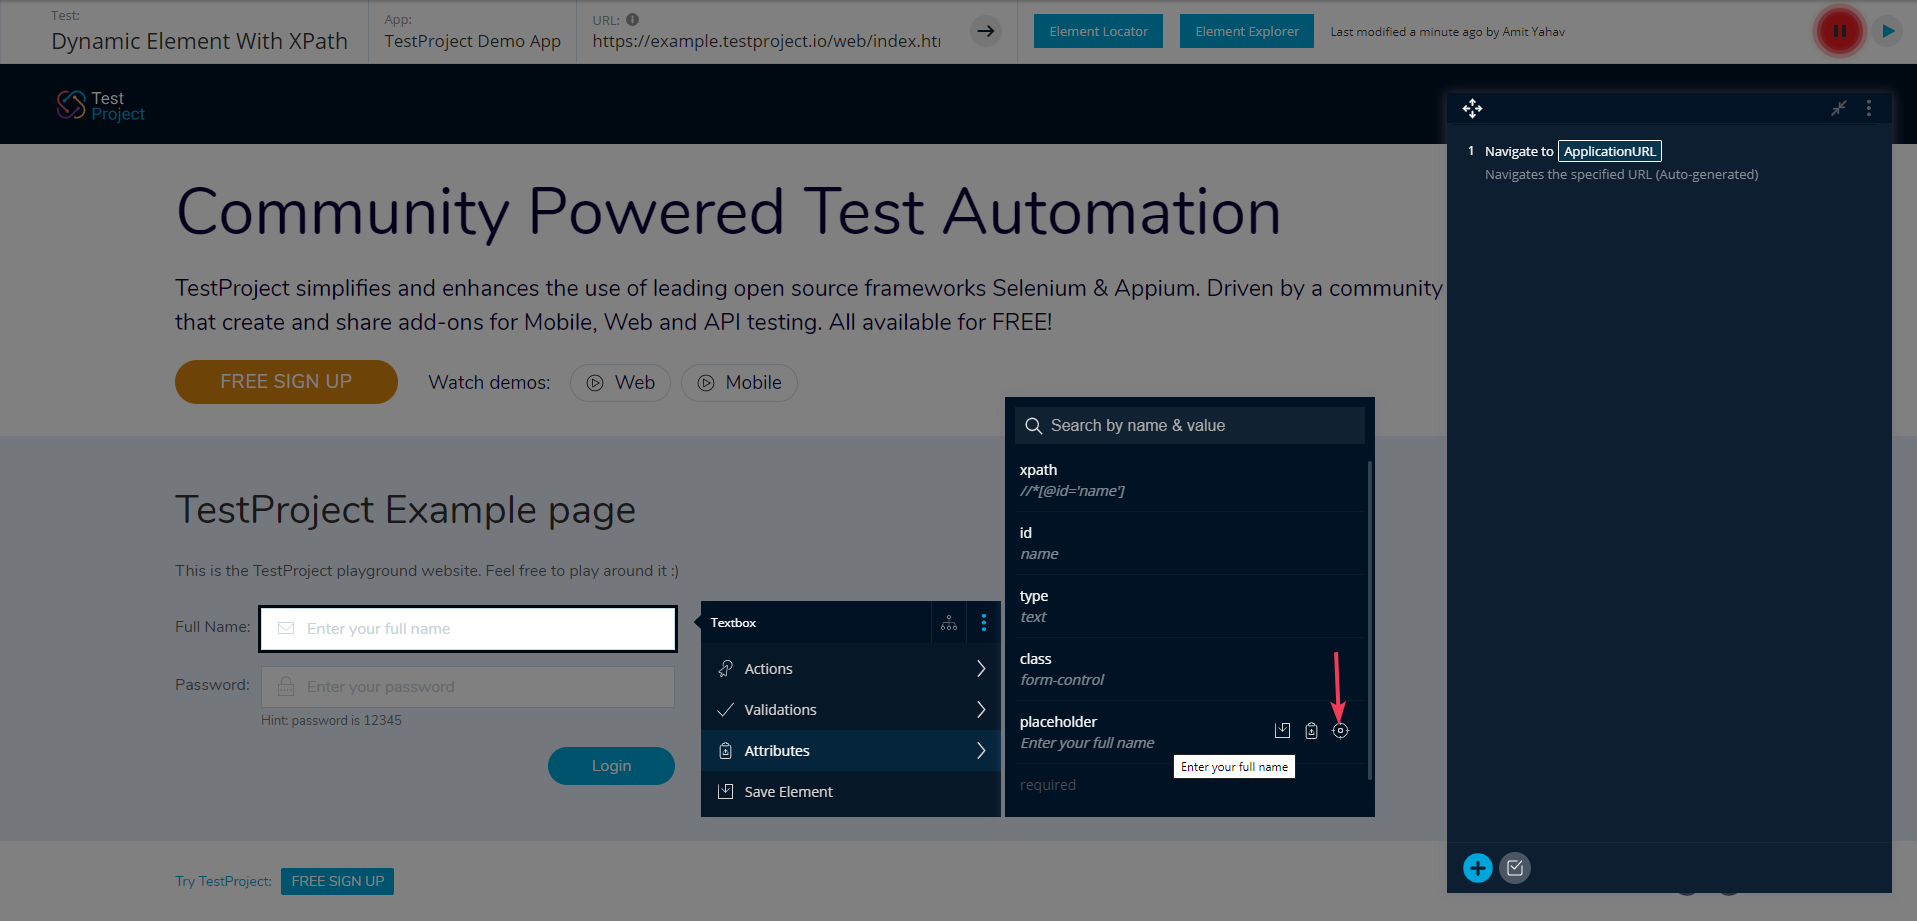 Test:
Dynamic Element With XPath
App:
TestProject Demo App
URL:
https://example.testproject.io/web/index.htm
Element Locator
Element Explorer
Last modified a minute ago by Amit Yahav
Test
Project
1 Navigate to ApplicationURL
Navigates the specified URL (Auto-generated)
Community Powered Test Automation
TestProject simplifies and enhances the use of leading open source frameworks Selenium & Appium. Driven by a community
that create and share add-ons for Mobile, Web and API testing. All available for FREE!
FREE SIGN UP
Watch demos:
Web
Mobile
TestProject Example page
This is the TestProject playground website. Feel free to play around it :)
Full Name:
Enter your full name
Password:
Enter your password
Hint: password is 12345
Login
Textbox
Actions
Validations
Attributes
Save Element
Search by name & value
xpath
//*[@id='name']
id
name
type
text
class
form-control
placeholder
Enter your full name
Enter your full name
required
Try TestProject:
FREE SIGN UP